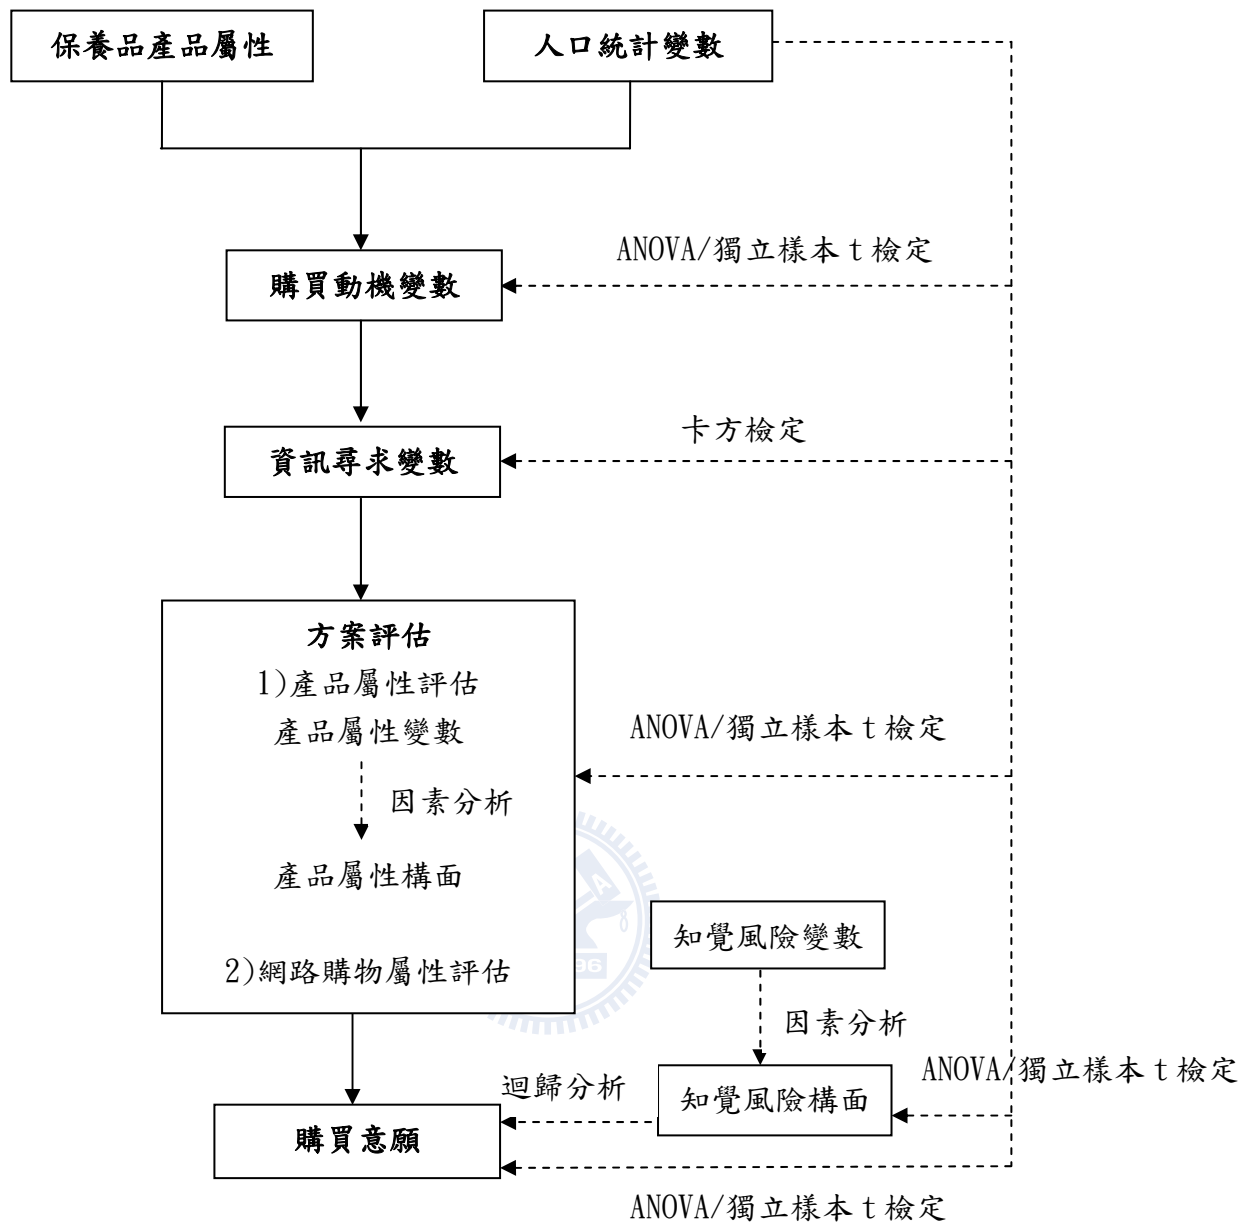 保養品產品屬性
人口統計變數
ANOVA/獨立樣本 t 檢定
購買動機變數
卡方檢定
資訊尋求變數
方案評估
1)產品屬性評估
產品屬性變數
ANOVA/獨立樣本 t 檢定
因素分析
產品屬性構面
知覺風險變數
2)網路購物屬性評估
因素分析
ANOVA/獨立樣本 t 檢定
迴歸分析
知覺風險構面
購買意願
ANOVA/獨立樣本 t 檢定